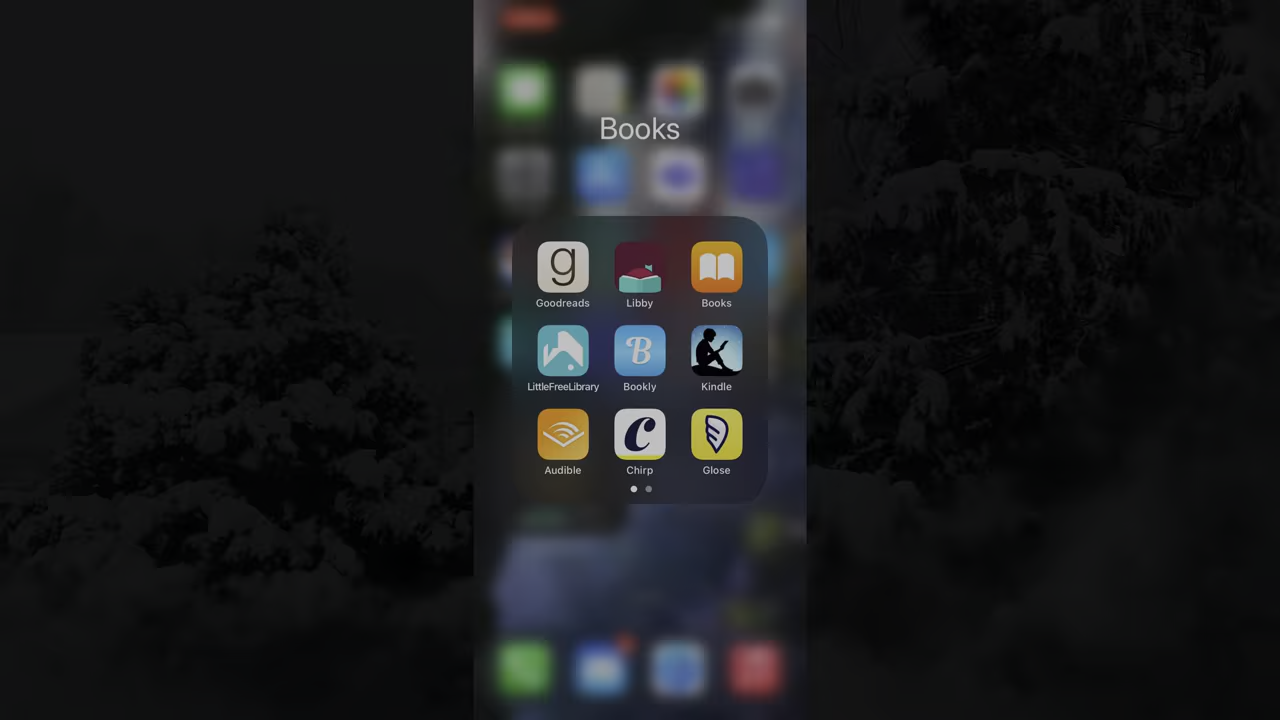 Books
g
Goodreads Libby Books
B
LittleFreeLibrary Bookly Kindle
C
Audible Chirp Glose